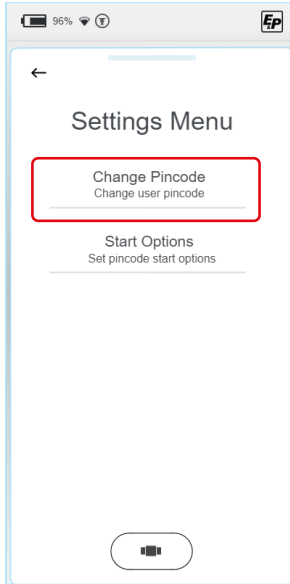 96%
EP
Settings Menu
Change Pincode
Change user pincode
Start Options
Set pincode start options